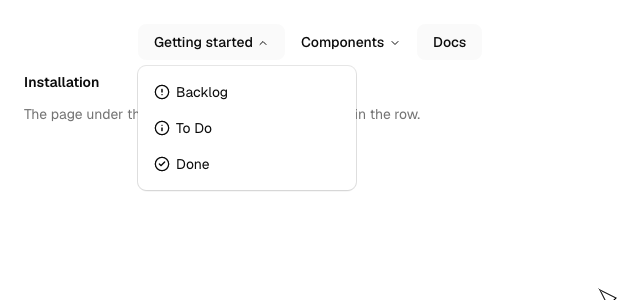 Getting started Components Docs
Installation
Backlog
The page under th in the row.
To Do
Done